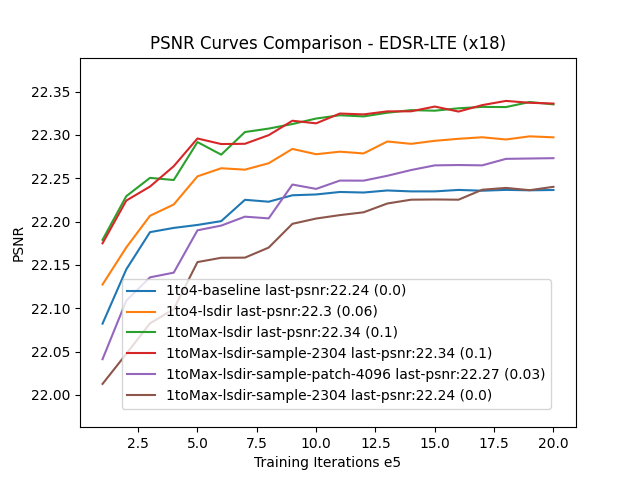 PSNR Curves Comparison - EDSR-LTE (x18)
22.35
22.30
22.25
22.20
22.15
22.10
22.05
22.00
PSNR
1to4-baseline last-psnr:22.24 (0.0)
1to4-lsdir last-psnr:22.3 (0.06)
1toMax-lsdir last-psnr:22.34 (0.1)
1toMax-lsdir-sample-2304 last-psnr:22.34 (0.1)
1toMax-lsdir-sample-patch-4096 last-psnr:22.27 (0.03)
1toMax-lsdir-sample-2304 last-psnr:22.24 (0.0)
2.5 5.0 7.5 10.0 12.5 15.0 17.5 20.0
Training Iterations e5